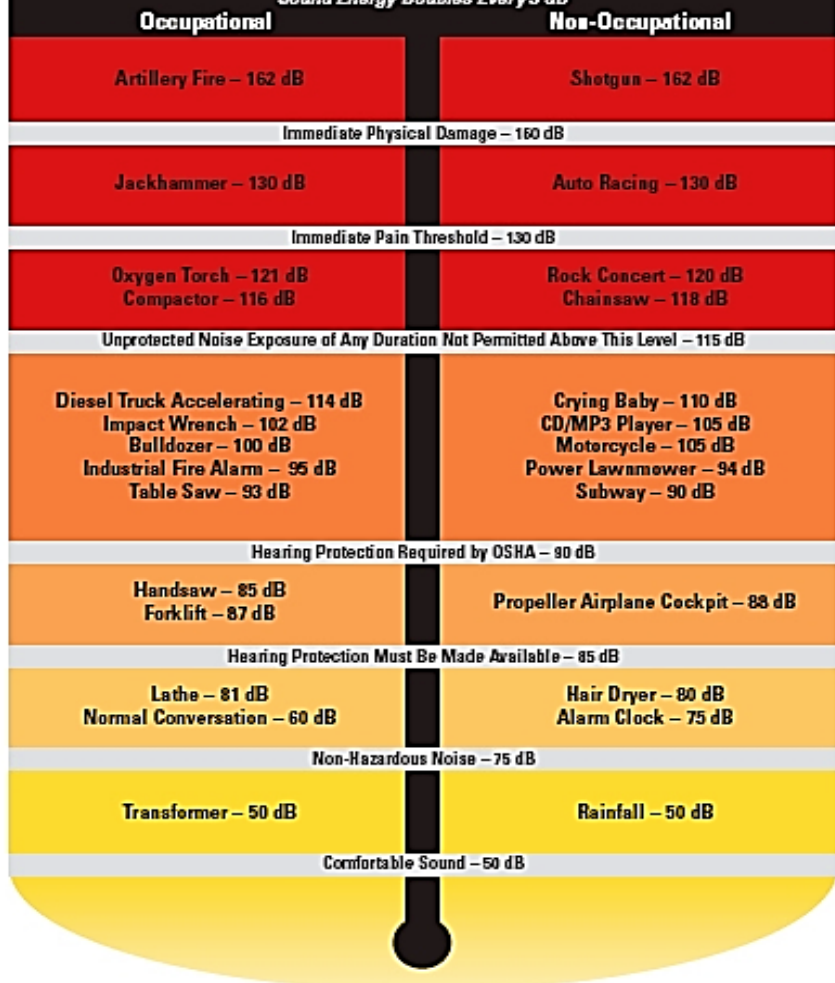 Sound Energy Doubles Every 3 dB
Occupational
Non-Occupational
Artillery Fire – 162 dB
Shotgun – 162 dB
Immediate Physical Damage – 160 dB
Jackhammer – 130 dB
Auto Racing – 130 dB
Immediate Pain Threshold – 130 dB
Oxygen Torch – 121 dB
Compactor – 116 dB
Rock Concert – 120 dB
Chainsaw – 118 dB
Unprotected Noise Exposure of Any Duration Not Permitted Above This Level – 115 dB
Diesel Truck Accelerating – 114 dB
Impact Wrench – 102 dB
Bulldozer – 100 dB
Industrial Fire Alarm – 95 dB
Table Saw – 93 dB
Crying Baby – 110 dB
CD/MP3 Player – 105 dB
Motorcycle – 105 dB
Power Lawnmower – 94 dB
Subway – 90 dB
Hearing Protection Required by OSHA – 90 dB
Handsaw – 85 dB
Forklift – 87 dB
Propeller Airplane Cockpit – 88 dB
Hearing Protection Must Be Made Available – 85 dB
Lathe – 81 dB
Normal Conversation – 60 dB
Hair Dryer – 80 dB
Alarm Clock – 75 dB
Non-Hazardous Noise – 75 dB
Transformer – 50 dB
Rainfall – 50 dB
Comfortable Sound – 50 dB